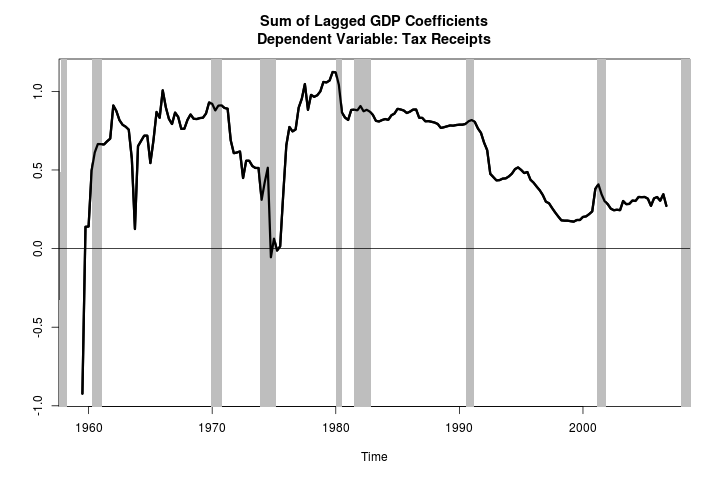 Sum of Lagged GDP Coefficients
Dependent Variable: Tax Receipts
1.0
0.5
0.0
-0.5
-1.0
1960 1970 1980 1990 2000
Time